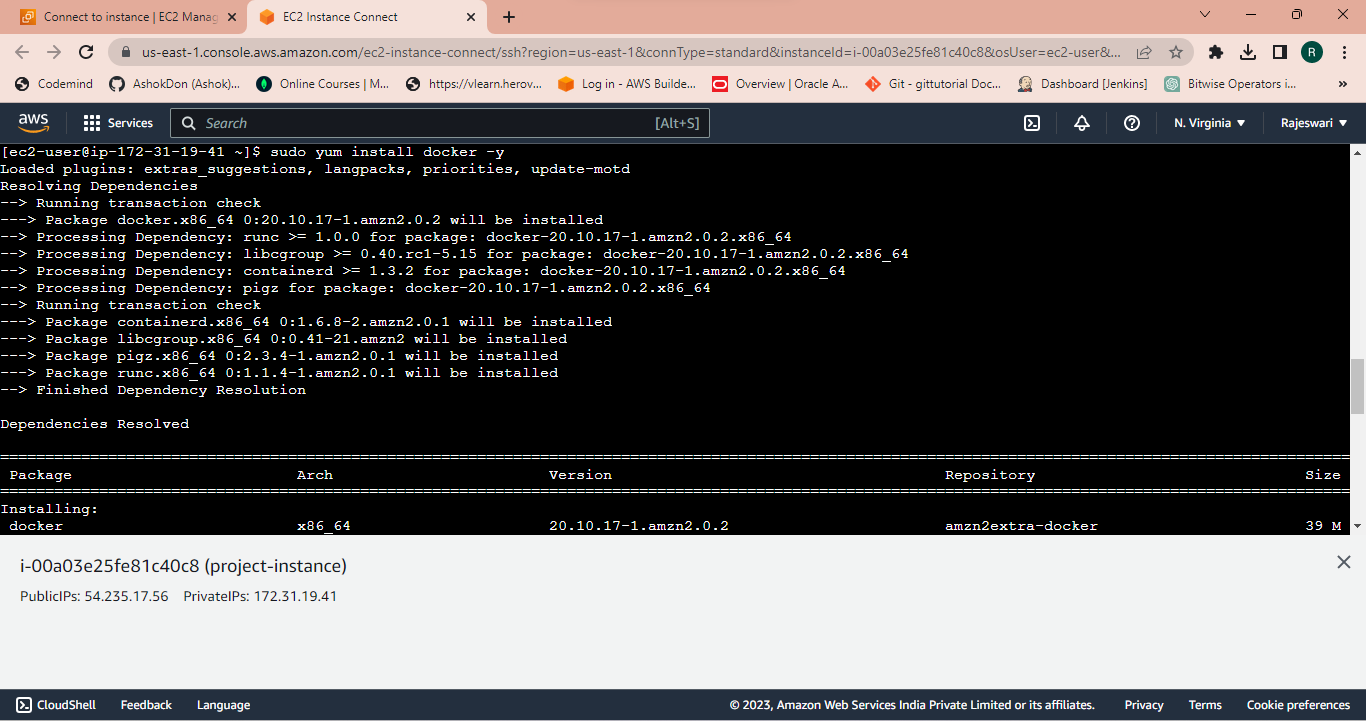 Connect to instance | EC2 Manag
EC2 Instance Connect
us-east-1.console.aws.amazon.com/ec2-instance-connect/ssh?region=us-east-1&connType=standard&instanceId=i-00a03e25fe81c40c8&osUser=ec2-user&...
R
Codemind
AshokDon (Ashok)...
Online Courses | M...
https://vlearn.herov...
Log in - AWS Builde...
Overview | Oracle A...
Git - gittutorial Doc...
Dashboard [Jenkins]
Bitwise Operators i...
»
aws
Services
Search
[Alt+S]
N. Virginia
Rajeswari
[ec2-user@ip-172-31-19-41 ~]$ sudo yum install docker -y
Loaded plugins: extras_suggestions, langpacks, priorities, update-motd
Resolving Dependencies
--> Running transaction check
---> Package docker.x86_64 0:20.10.17-1.amzn2.0.2 will be installed
--> Processing Dependency: runc >= 1.0.0 for package: docker-20.10.17-1.amzn2.0.2.x86_64
--> Processing Dependency: libcgroup >= 0.40.rc1-5.15 for package: docker-20.10.17-1.amzn2.0.2.x86_64
--> Processing Dependency: containerd >= 1.3.2 for package: docker-20.10.17-1.amzn2.0.2.x86_64
--> Processing Dependency: pigz for package: docker-20.10.17-1.amzn2.0.2.x86_64
--> Running transaction check
---> Package containerd.x86_64 0:1.6.8-2.amzn2.0.1 will be installed
---> Package libcgroup.x86_64 0:0.41-21.amzn2 will be installed
---> Package pigz.x86_64 0:2.3.4-1.amzn2.0.1 will be installed
---> Package runc.x86_64 0:1.1.4-1.amzn2.0.1 will be installed
--> Finished Dependency Resolution
Dependencies Resolved
Package Arch Version Repository Size
Installing:
docker x86_64 20.10.17-1.amzn2.0.2 amzn2extra-docker 39 M
i-00a03e25fe81c40c8 (project-instance)
PublicIPs: 54.235.17.56 PrivateIPs: 172.31.19.41
CloudShell
Feedback
Language
© 2023, Amazon Web Services India Private Limited or its affiliates.
Privacy
Terms
Cookie preferences